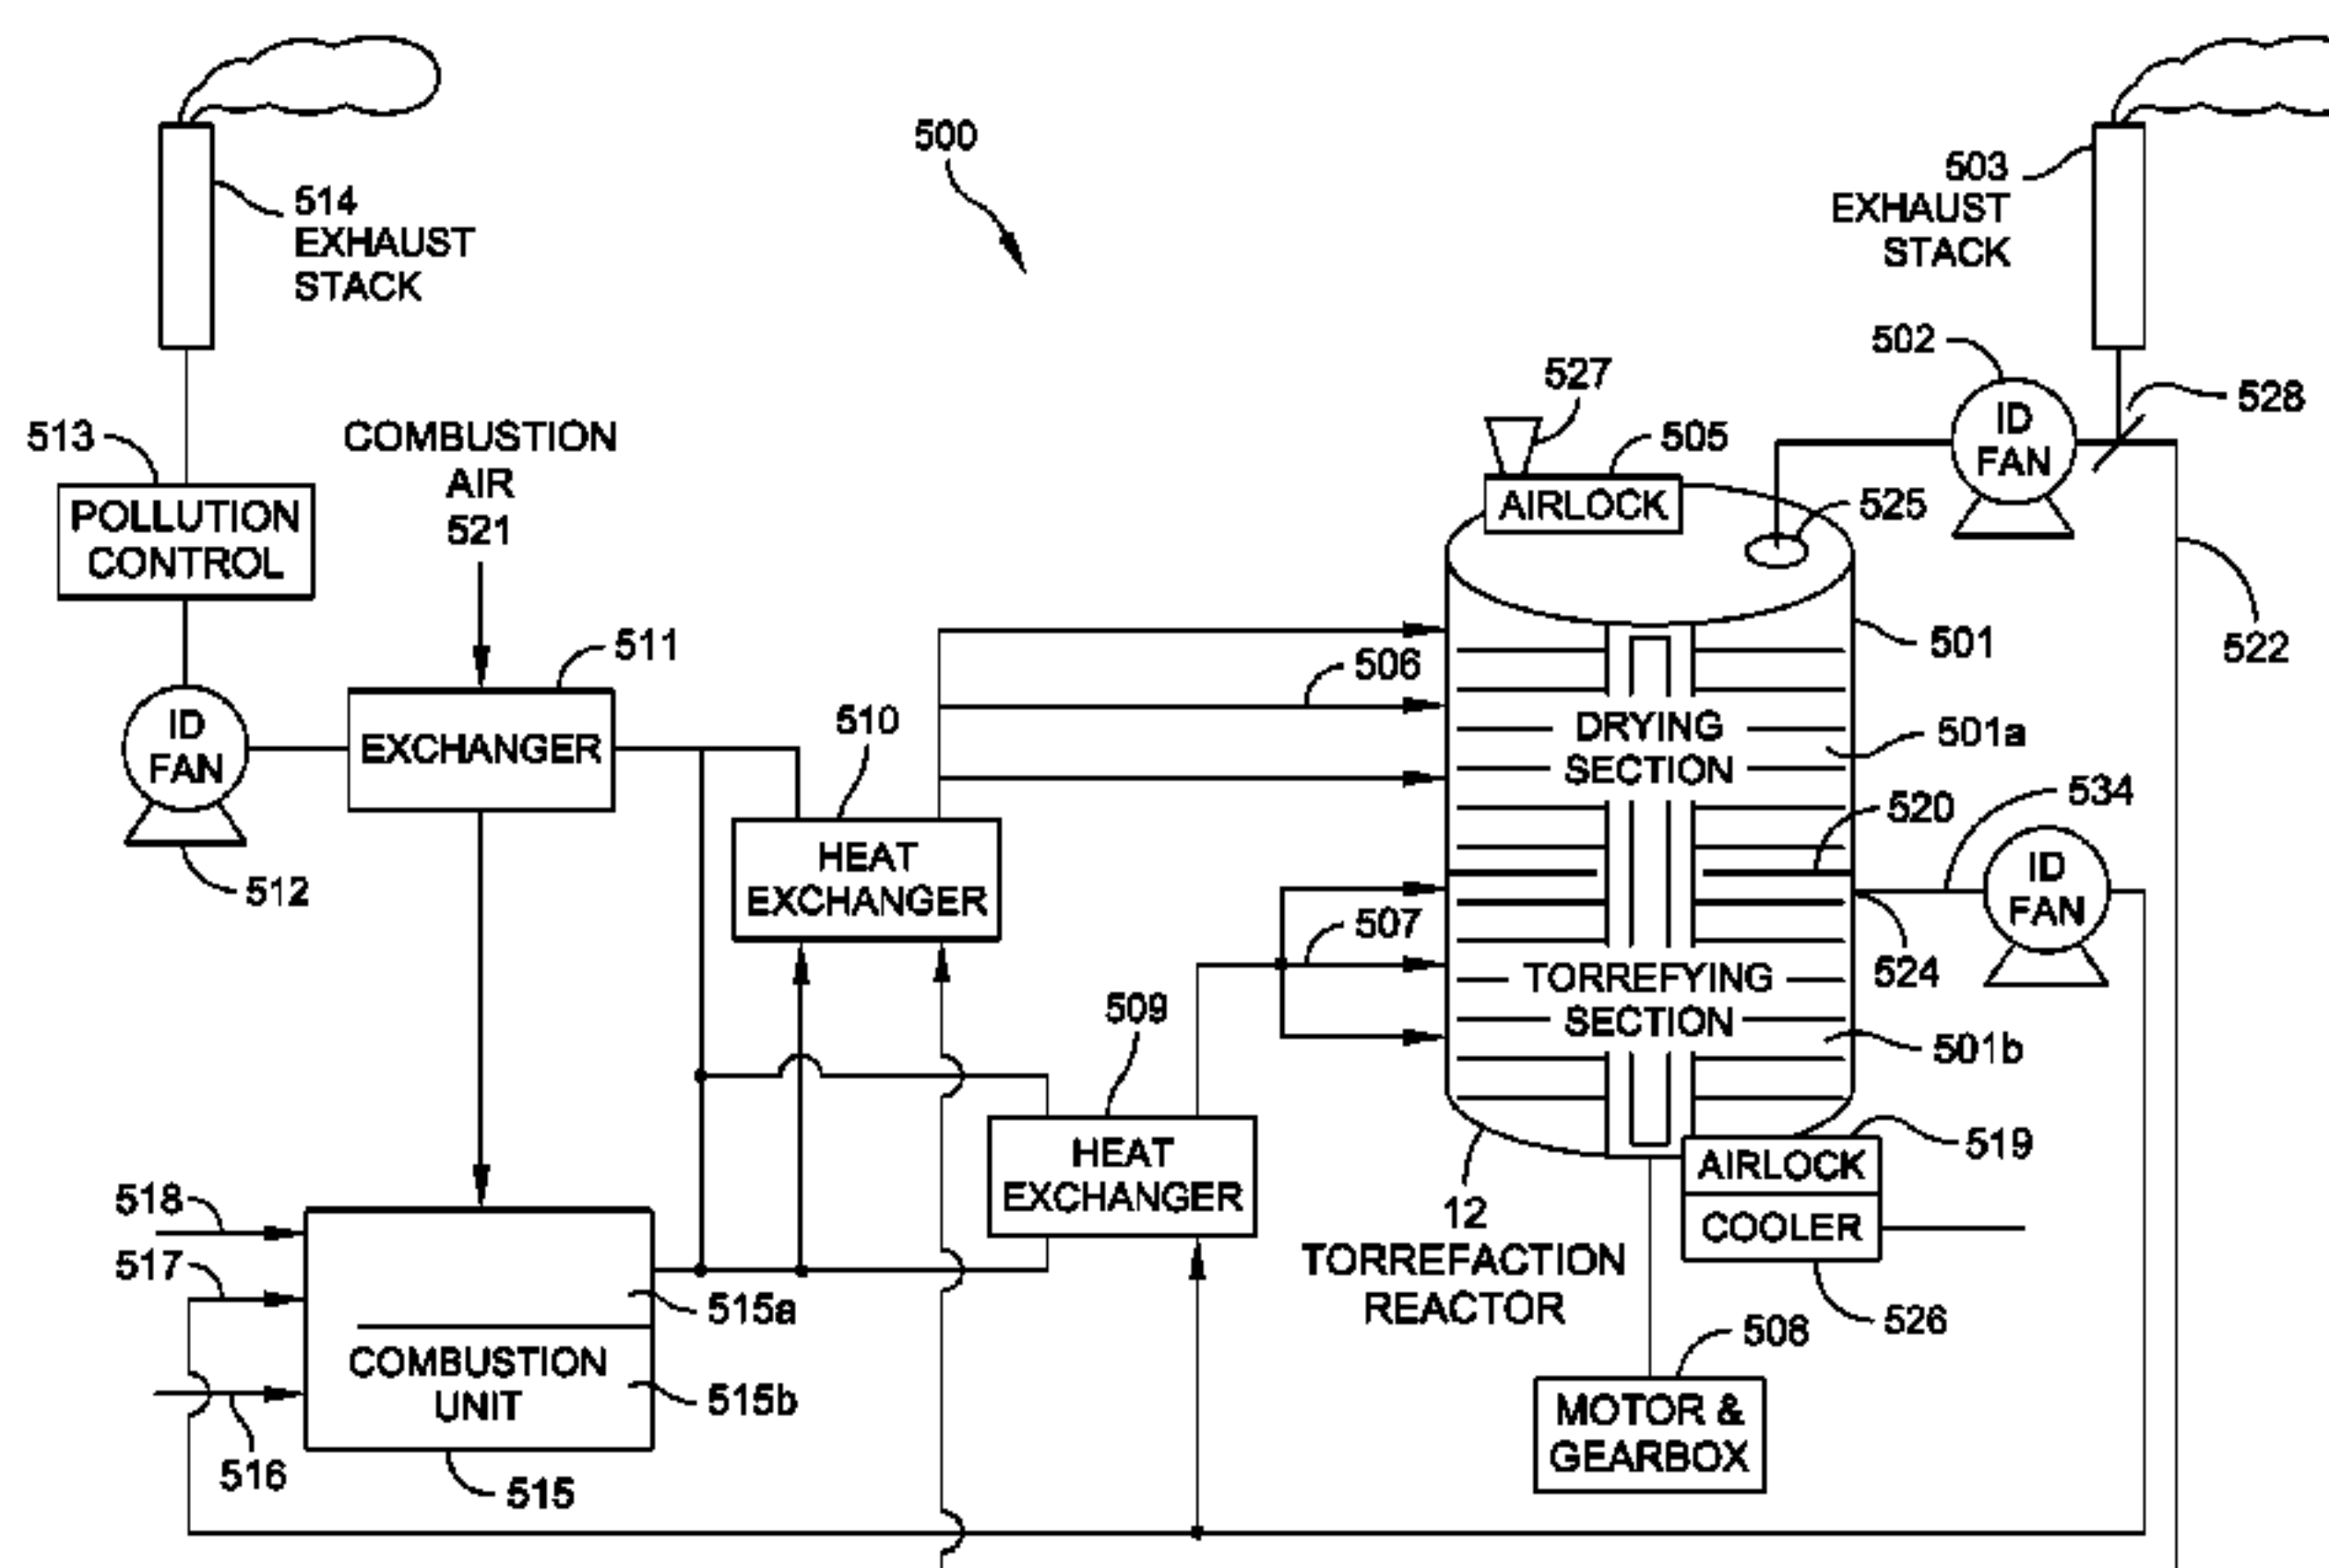 500
514
EXHAUST
STACK
503
EXHAUST
STACK
502
ID
FAN
528
527
505
AIRLOCK
525
513
POLLUTION
CONTROL
COMBUSTION
AIR
521
511
EXCHANGER
ID
FAN
512
510
HEAT
EXCHANGER
506
501
522
DRYING
SECTION
501a
520
534
ID
FAN
524
507
TORREFYING
SECTION
501b
509
HEAT
EXCHANGER
519
AIRLOCK
COOLER
526
12
TORREFACTION
REACTOR
508
MOTOR &
GEARBOX
518
517
516
515a
COMBUSTION
UNIT
515b
515